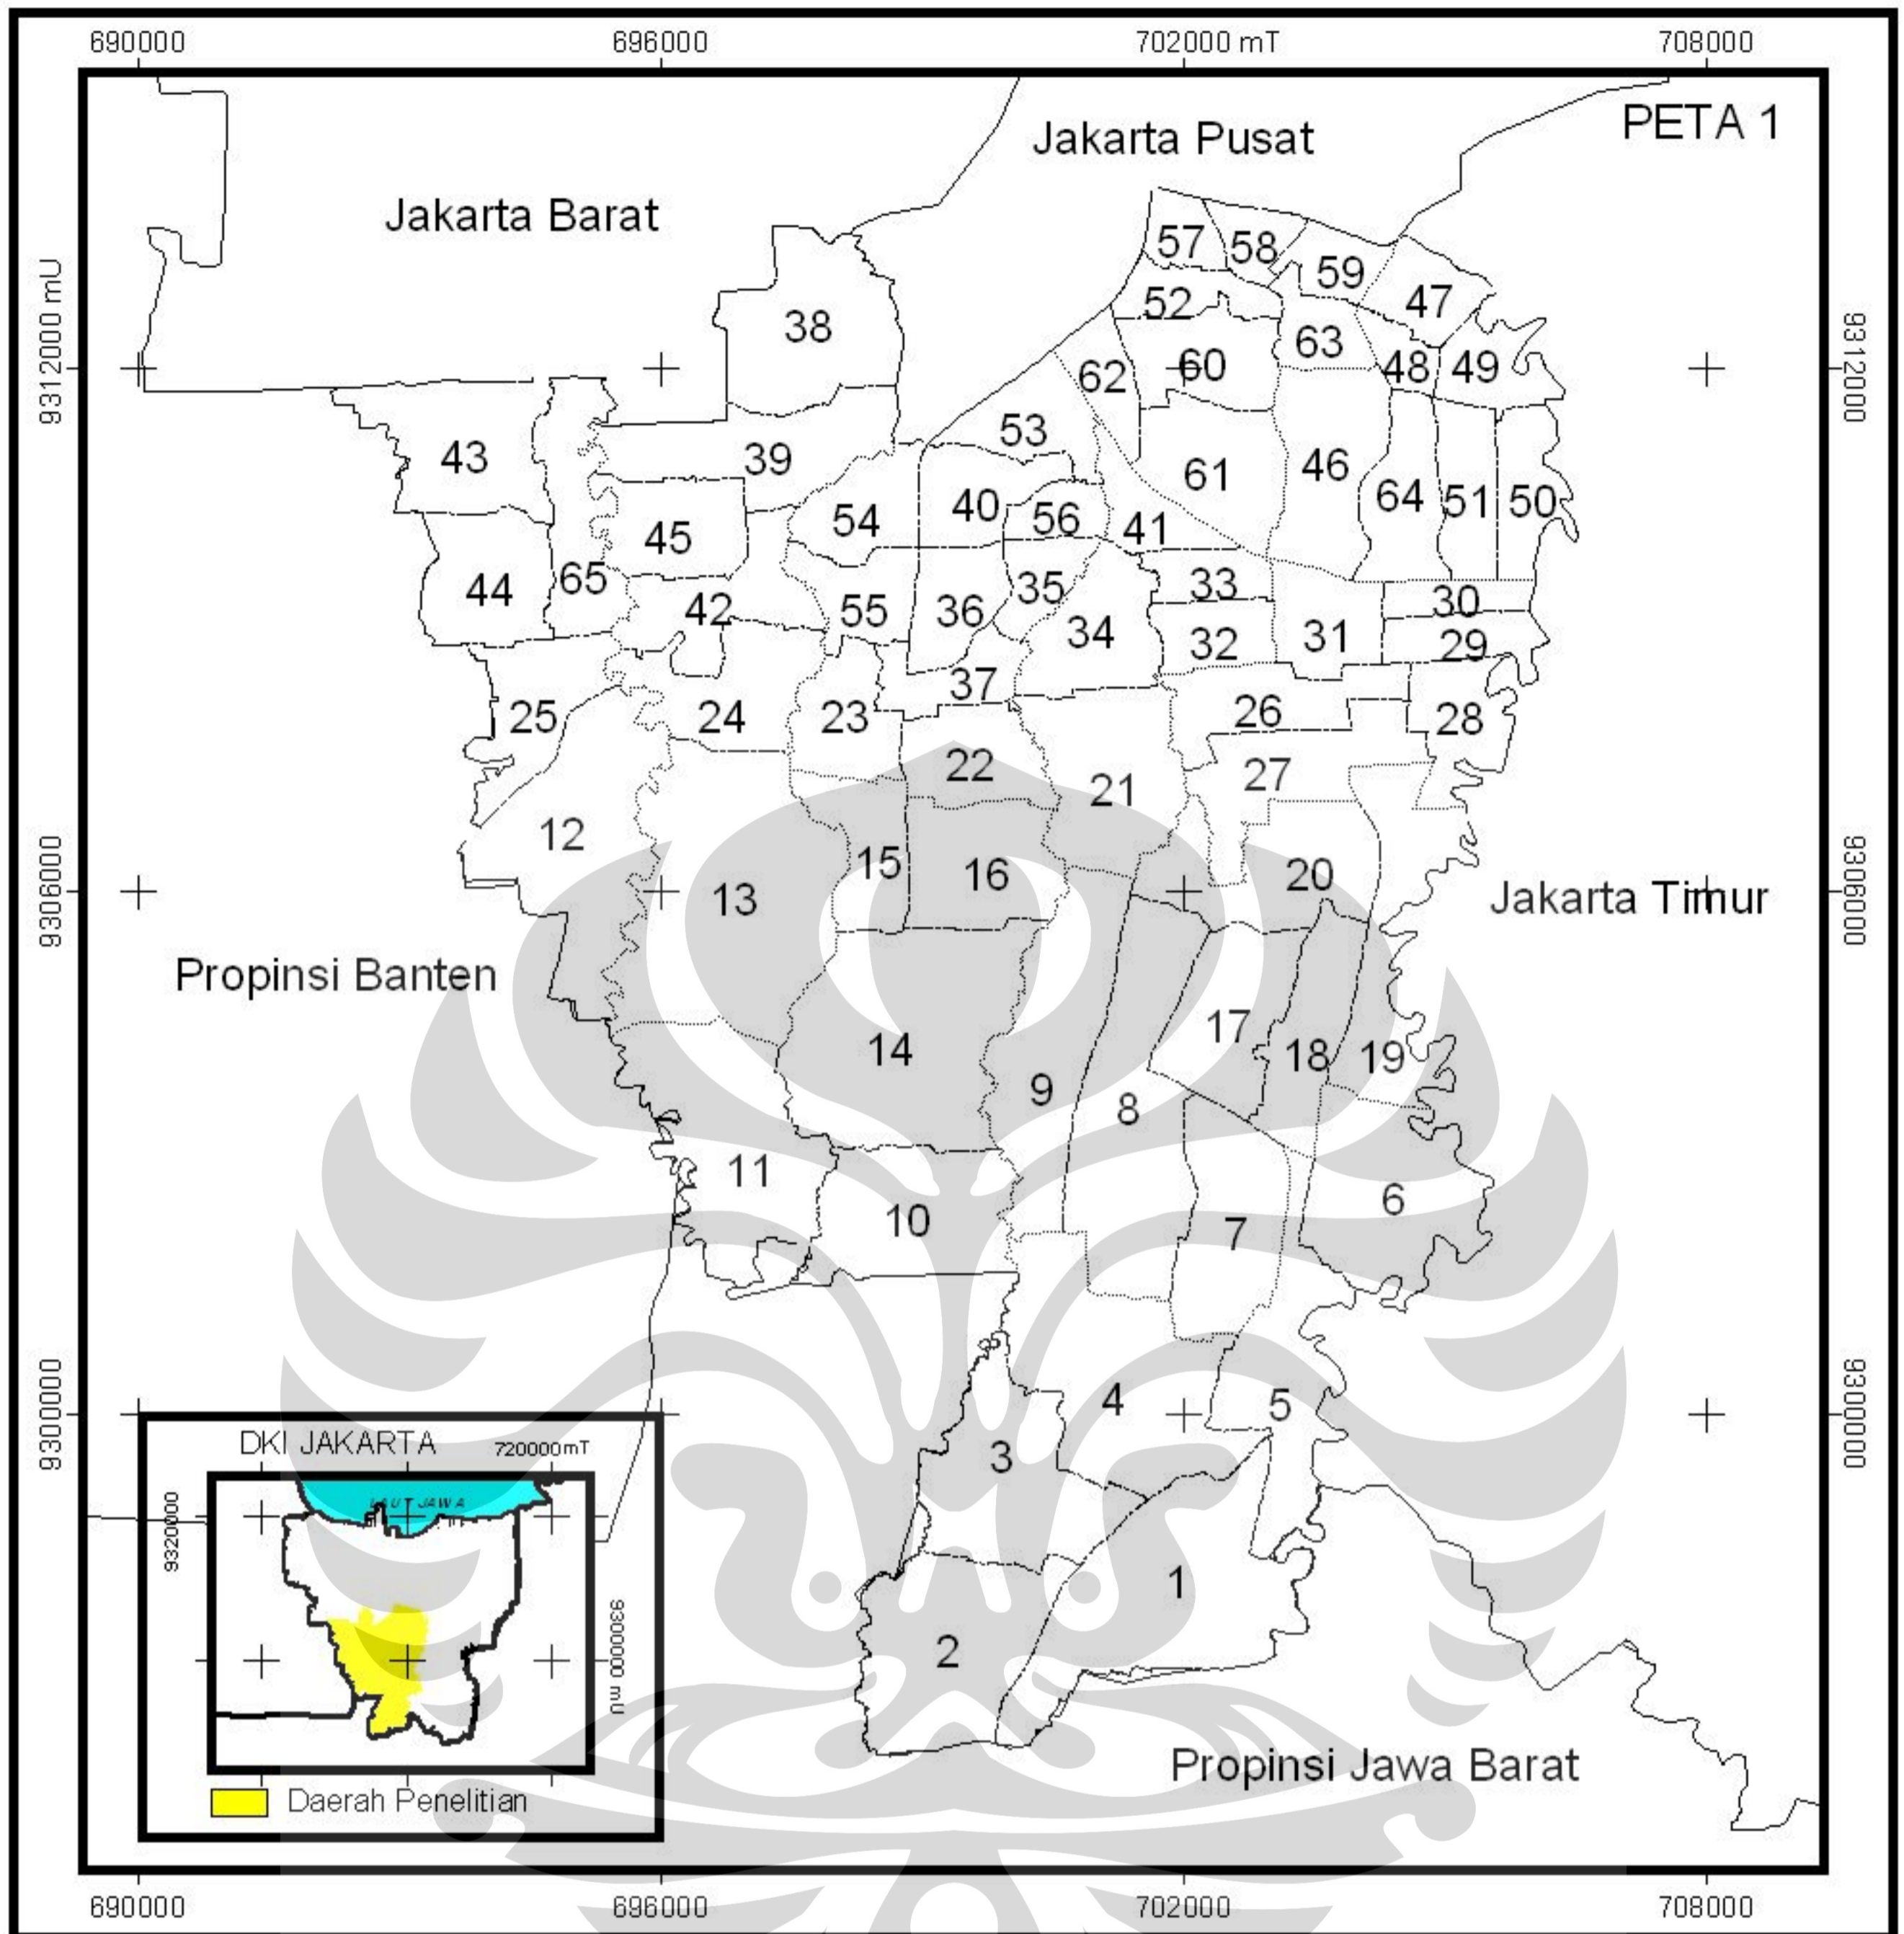 690000 696000 702000 mT 708000
PETA 1
Jakarta Pusat
Jakarta Barat
57 58 59
47
52
9312000 mU
38
63
9312000
62 60 48 49
53
43 39
61 46
64 51 50
40
54 56
45 41
44 65 35 33 30
42 55 36
34 32 31 29
37
25 24 23 26 28
22
21 27
12
15 16 20
13
9306000
9306000
Jakarta Timur
Propinsi Banten
17
14 18 19
9 8
11
6
10 7
4 5
9300000
9300000
3
1
2
DKI JAKARTA 720000mT
LAUT JAWA
9320000
9300000 mU
Daerah Penelitian
Propinsi Jawa Barat
690000 696000 702000 708000